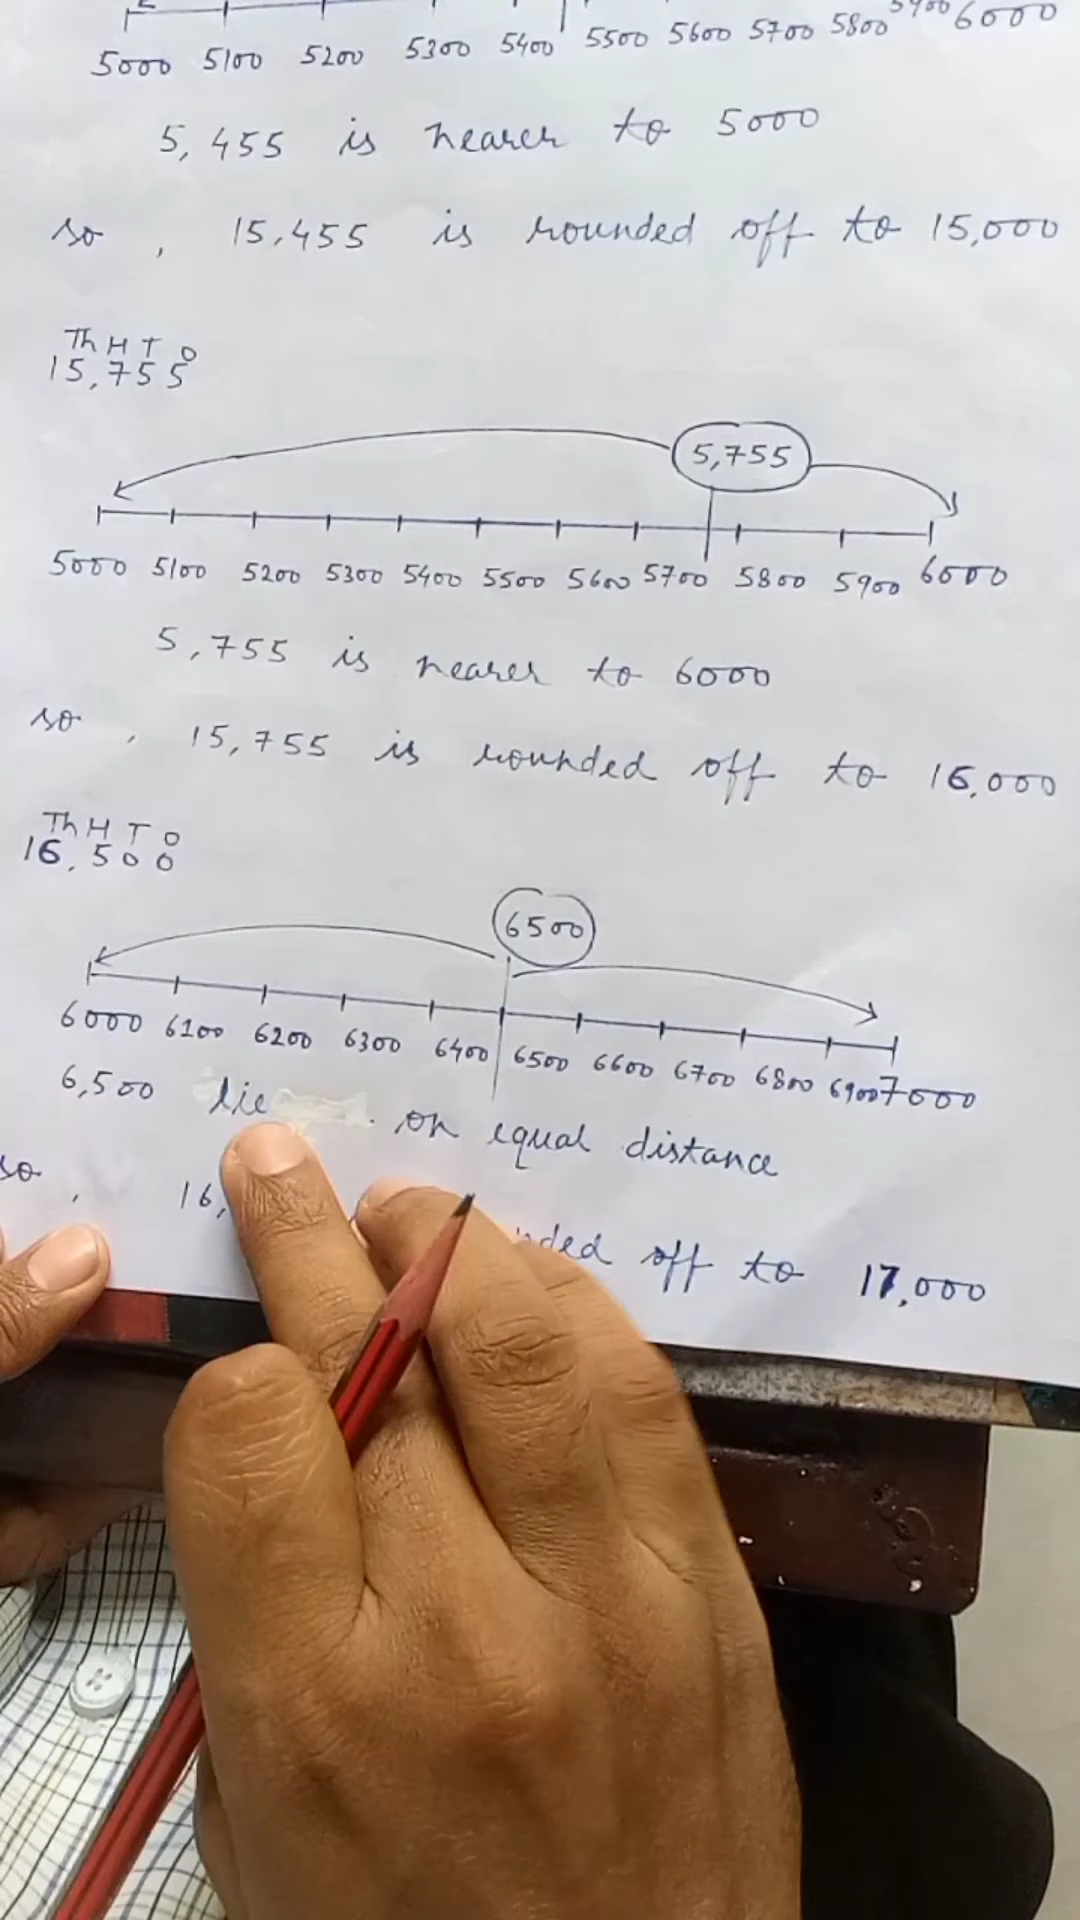 5000 5100 5200 5300 5400 5500 5600 5700 5800 5900 6000
5,455 is nearer to 5000
so, 15,455 is rounded off to 15,000
Th H T O
15,755
5,755
5000 5100 5200 5300 5400 5500 5600 5700 5800 5900 6000
5,755 is nearer to 6000
so, 15,755 is rounded off to 16,000
Th H T O
16,500
6500
6000 6100 6200 6300 6400 6500 6600 6700 6800 6900 7000
6,500 lie on equal distance
so, 16, nded off to 17,000